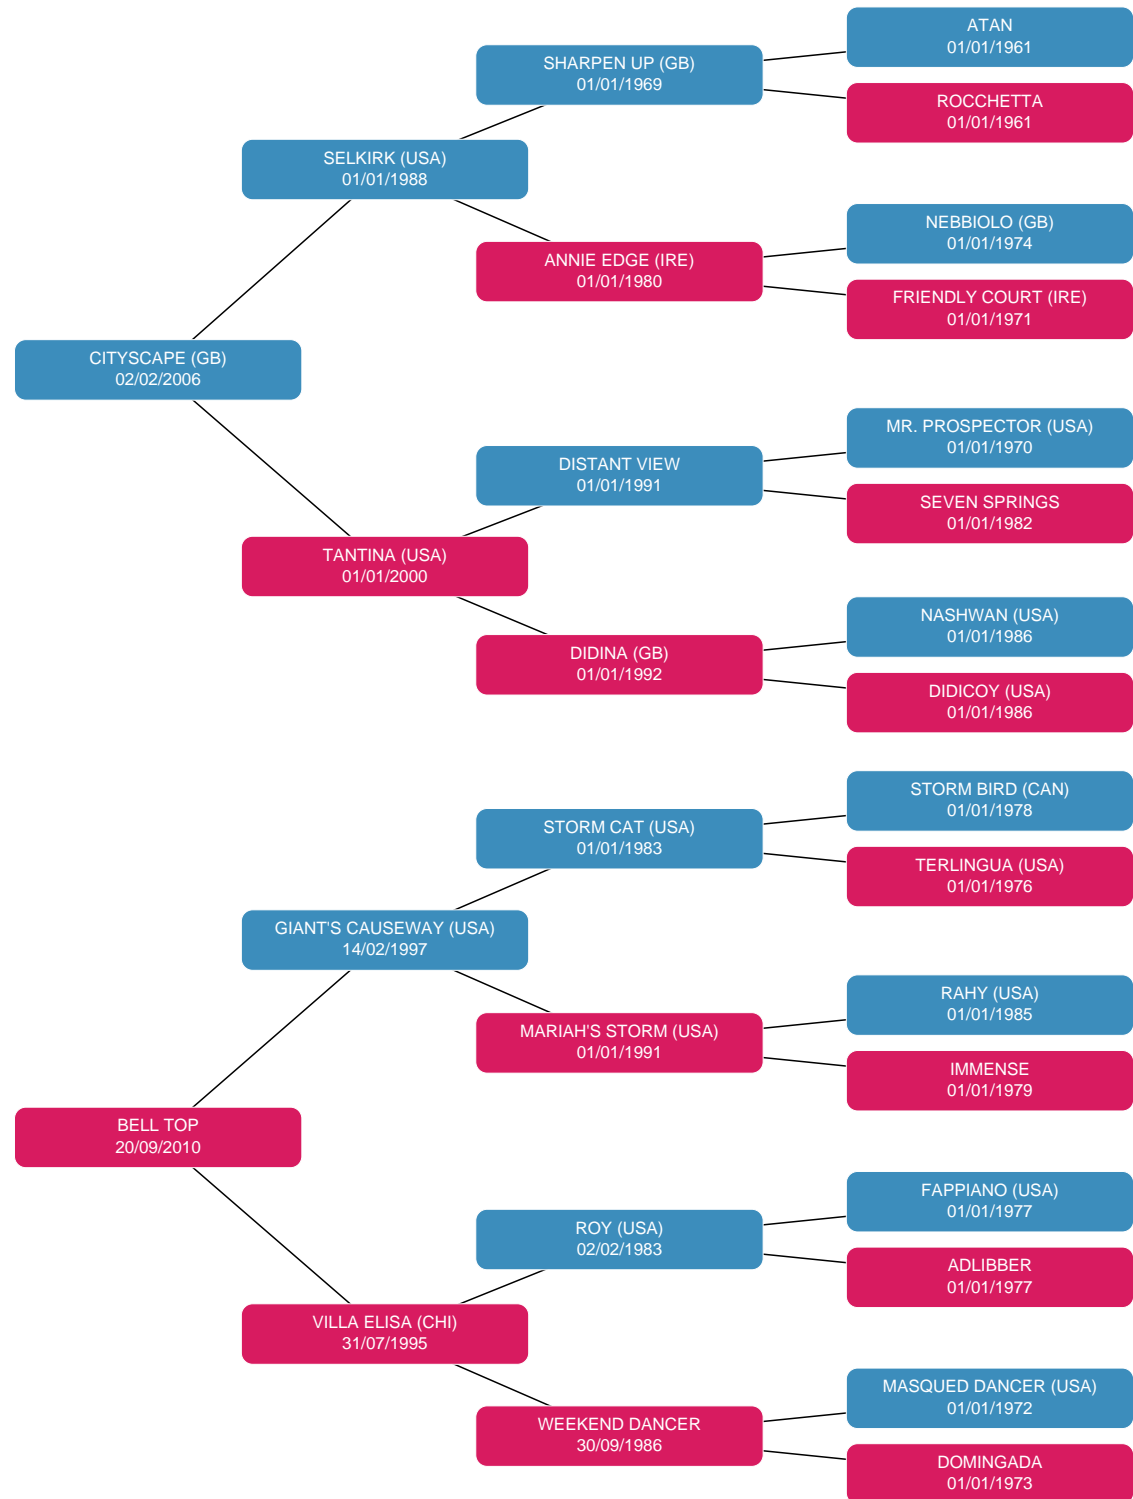 ATAN
01/01/1961
SHARPEN UP (GB)
01/01/1969
ROCCHETTA
01/01/1961
SELKIRK (USA)
01/01/1988
NEBBIOLO (GB)
01/01/1974
ANNIE EDGE (IRE)
01/01/1980
FRIENDLY COURT (IRE)
01/01/1971
CITYSCAPE (GB)
02/02/2006
MR. PROSPECTOR (USA)
01/01/1970
DISTANT VIEW
01/01/1991
SEVEN SPRINGS
01/01/1982
TANTINA (USA)
01/01/2000
NASHWAN (USA)
01/01/1986
DIDINA (GB)
01/01/1992
DIDICOY (USA)
01/01/1986
STORM BIRD (CAN)
01/01/1978
STORM CAT (USA)
01/01/1983
TERLINGUA (USA)
01/01/1976
GIANT'S CAUSEWAY (USA)
14/02/1997
RAHY (USA)
01/01/1985
MARIAH'S STORM (USA)
01/01/1991
IMMENSE
01/01/1979
BELL TOP
20/09/2010
FAPPIANO (USA)
01/01/1977
ROY (USA)
02/02/1983
ADLIBBER
01/01/1977
VILLA ELISA (CHI)
31/07/1995
MASQUED DANCER (USA)
01/01/1972
WEEKEND DANCER
30/09/1986
DOMINGADA
01/01/1973